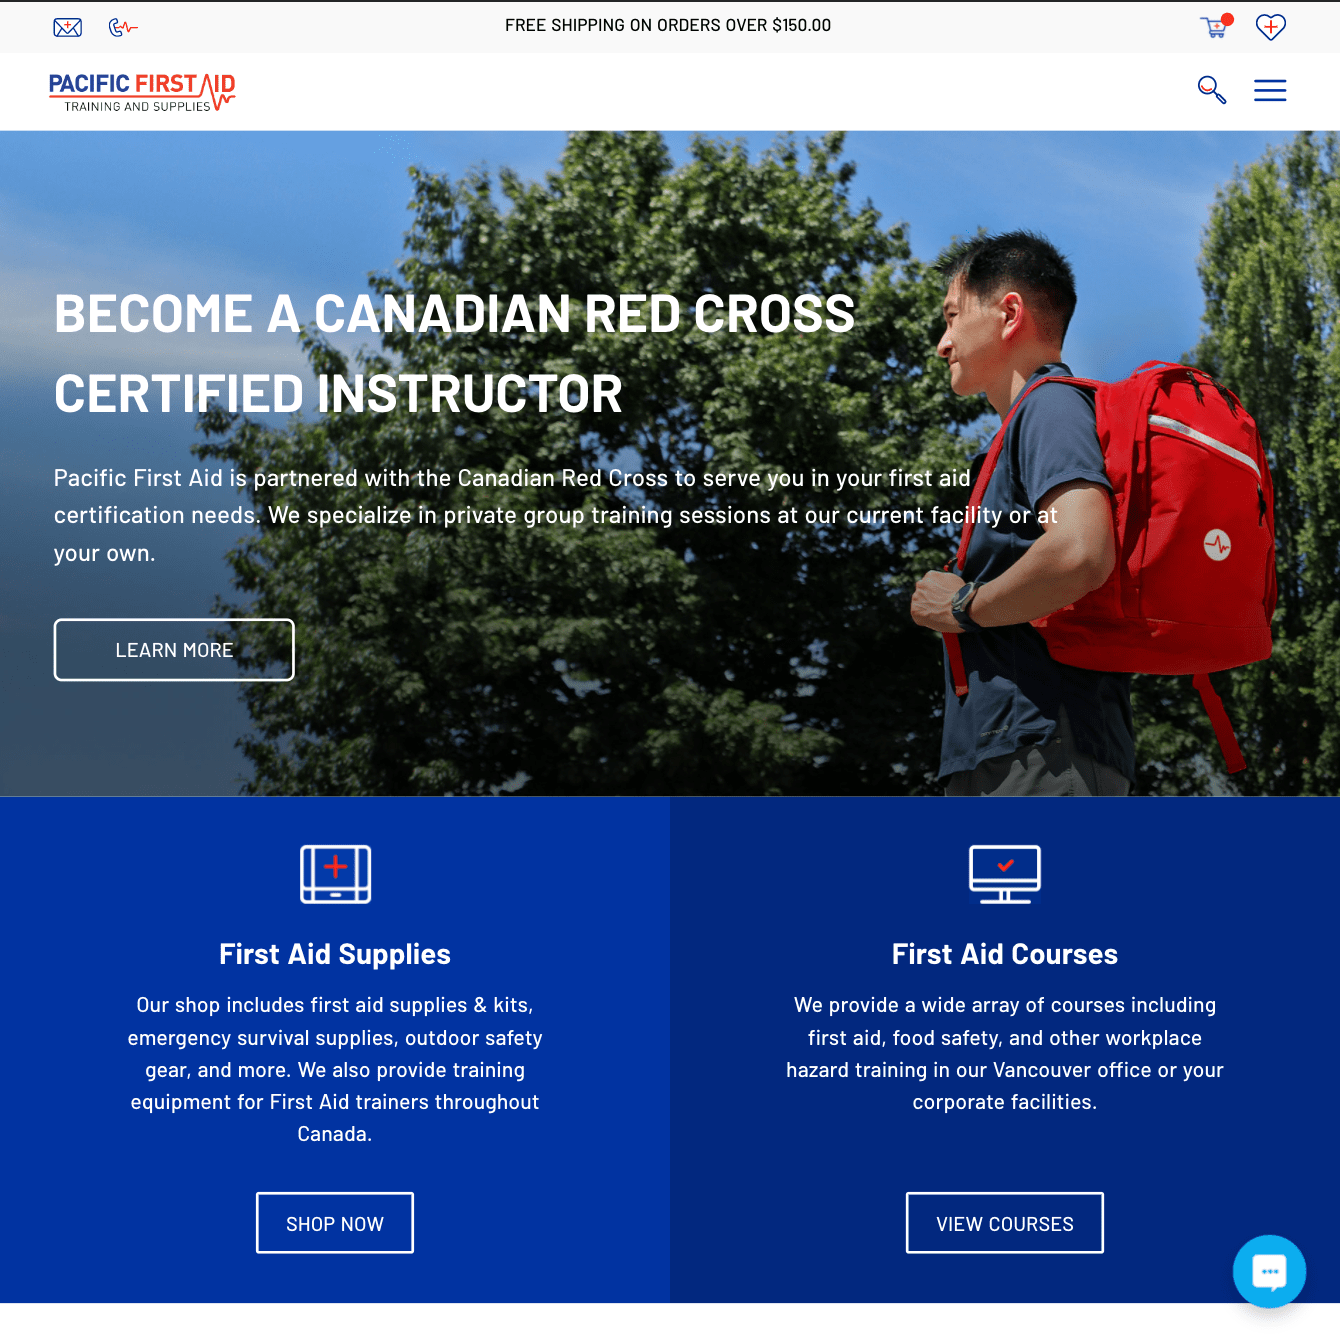 FREE SHIPPING ON ORDERS OVER $150.00
PACIFIC FIRST AID
TRAINING AND SUPPLIES
BECOME A CANADIAN RED CROSS
CERTIFIED INSTRUCTOR
Pacific First Aid is partnered with the Canadian Red Cross to serve you in your first aid
certification needs. We specialize in private group training sessions at our current facility or at
your own.
LEARN MORE
First Aid Supplies
Our shop includes first aid supplies & kits,
emergency survival supplies, outdoor safety
gear, and more. We also provide training
equipment for First Aid trainers throughout
Canada.
SHOP NOW
First Aid Courses
We provide a wide array of courses including
first aid, food safety, and other workplace
hazard training in our Vancouver office or your
corporate facilities.
VIEW COURSES